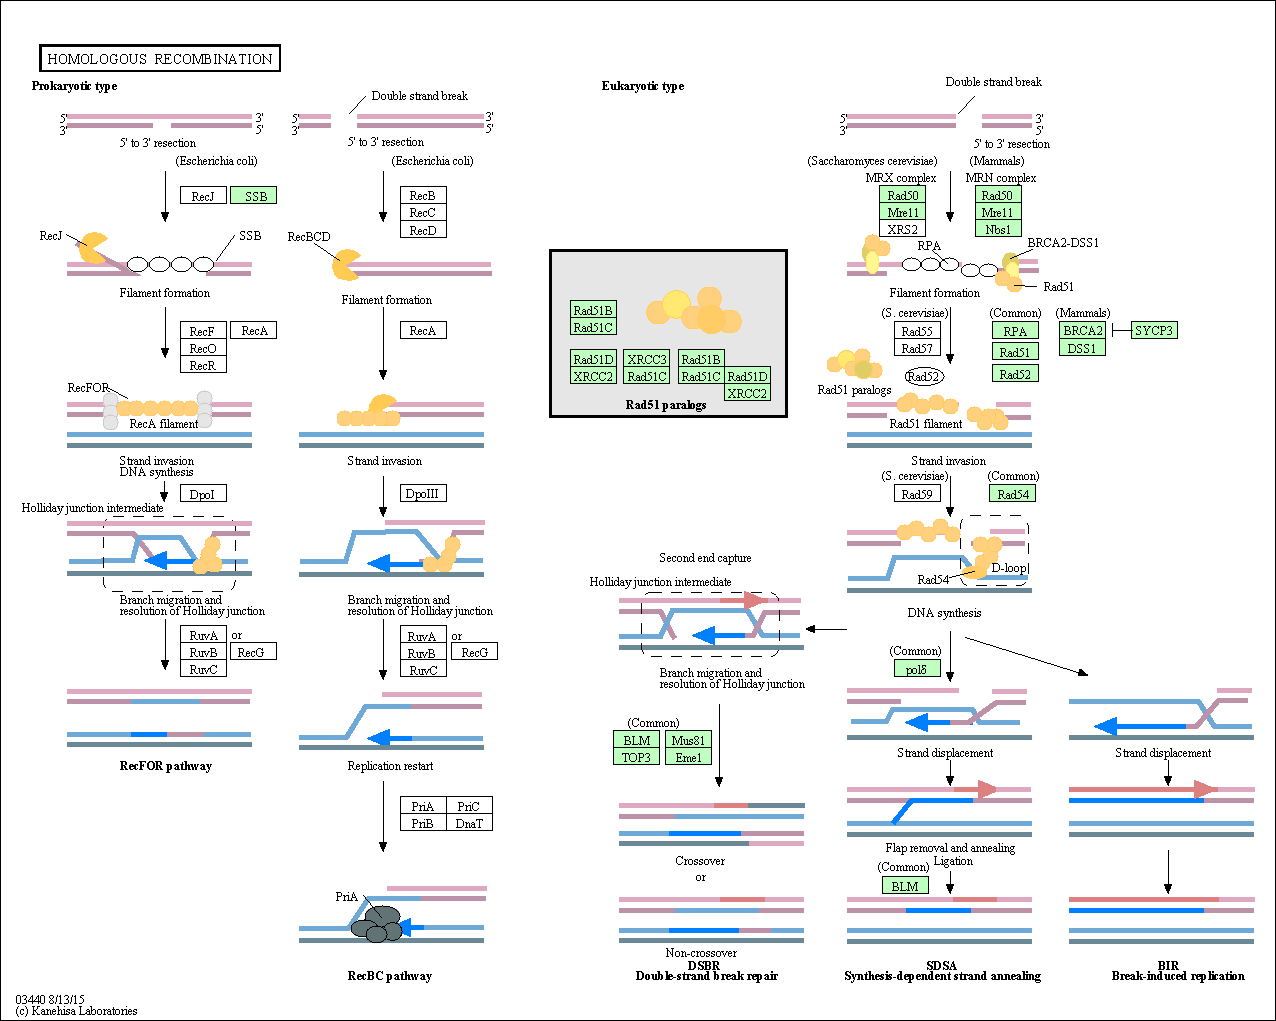 HOMOLOGOUS RECOMBINATION
Prokaryotic type
Eukaryotic type
Double strand break
Double strand break
5'
3'
3'
5'
5'
3'
3'
5'
5'
3'
3'
5'
5' to 3' resection
5' to 3' resection
5' to 3' resection
(Escherichia coli)
(Escherichia coli)
(Saccharomyces cerevisiae)
(Mammals)
MRX complex
MRN complex
RecJ
SSB
RecB
RecC
RecD
Rad50
Mre11
XRS2
Rad50
Mre11
Nbs1
RecJ
SSB
RecBCD
RPA
BRCA2-DSS1
Rad51
Filament formation
Filament formation
Filament formation
RecF
RecA
RecO
RecR
RecA
(S. cerevisiae)
(Common)
(Mammals)
Rad55
Rad57
RPA
Rad51
Rad52
BRCA2
DSS1
SYCP3
Rad52
Rad51 paralogs
Rad51B
Rad51C
Rad51D
XRCC2
XRCC3
Rad51C
Rad51B
Rad51C
Rad51D
XRCC2
Rad51 paralogs
RecFOR
RecA filament
Rad51 filament
Strand invasion
DNA synthesis
Strand invasion
Strand invasion
DpoI
DpoIII
(S. cerevisiae)
(Common)
Rad59
Rad54
Holliday junction intermediate
Rad54
D-loop
Second end capture
Holliday junction intermediate
Branch migration and
resolution of Holliday junction
Branch migration and
resolution of Holliday junction
DNA synthesis
RuvA
RuvB
RuvC
or
RecG
RuvA
RuvB
RuvC
or
RecG
(Common)
polδ
Branch migration and
resolution of Holliday junction
(Common)
BLM
TOP3
Mus81
Eme1
RecFOR pathway
Replication restart
Strand displacement
Strand displacement
PriA
PriC
PriB
DnaT
Crossover
or
Flap removal and annealing
Ligation
(Common)
BLM
PriA
Non-crossover
RecBC pathway
DSBR
Double-strand break repair
SDSA
Synthesis-dependent strand annealing
BIR
Break-induced replication
03440 8/13/15
(c) Kanehisa Laboratories